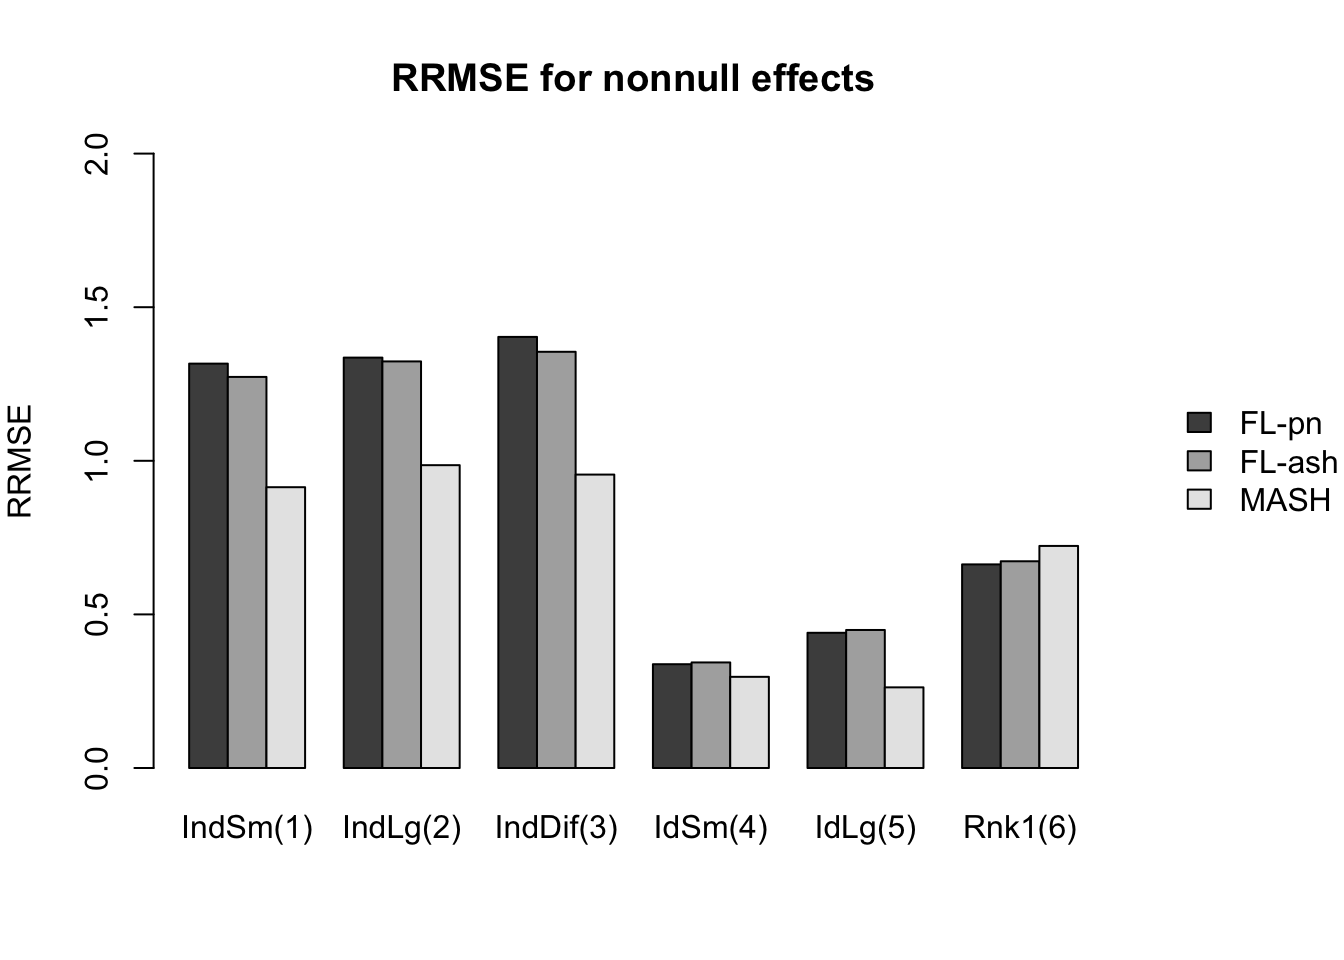 RRMSE for nonnull effects
RRMSE
2.0
1.5
1.0
0.5
0.0
IndSm(1) IndLg(2) IndDif(3) IdSm(4) IdLg(5) Rnk1(6)
FL-pn
FL-ash
MASH